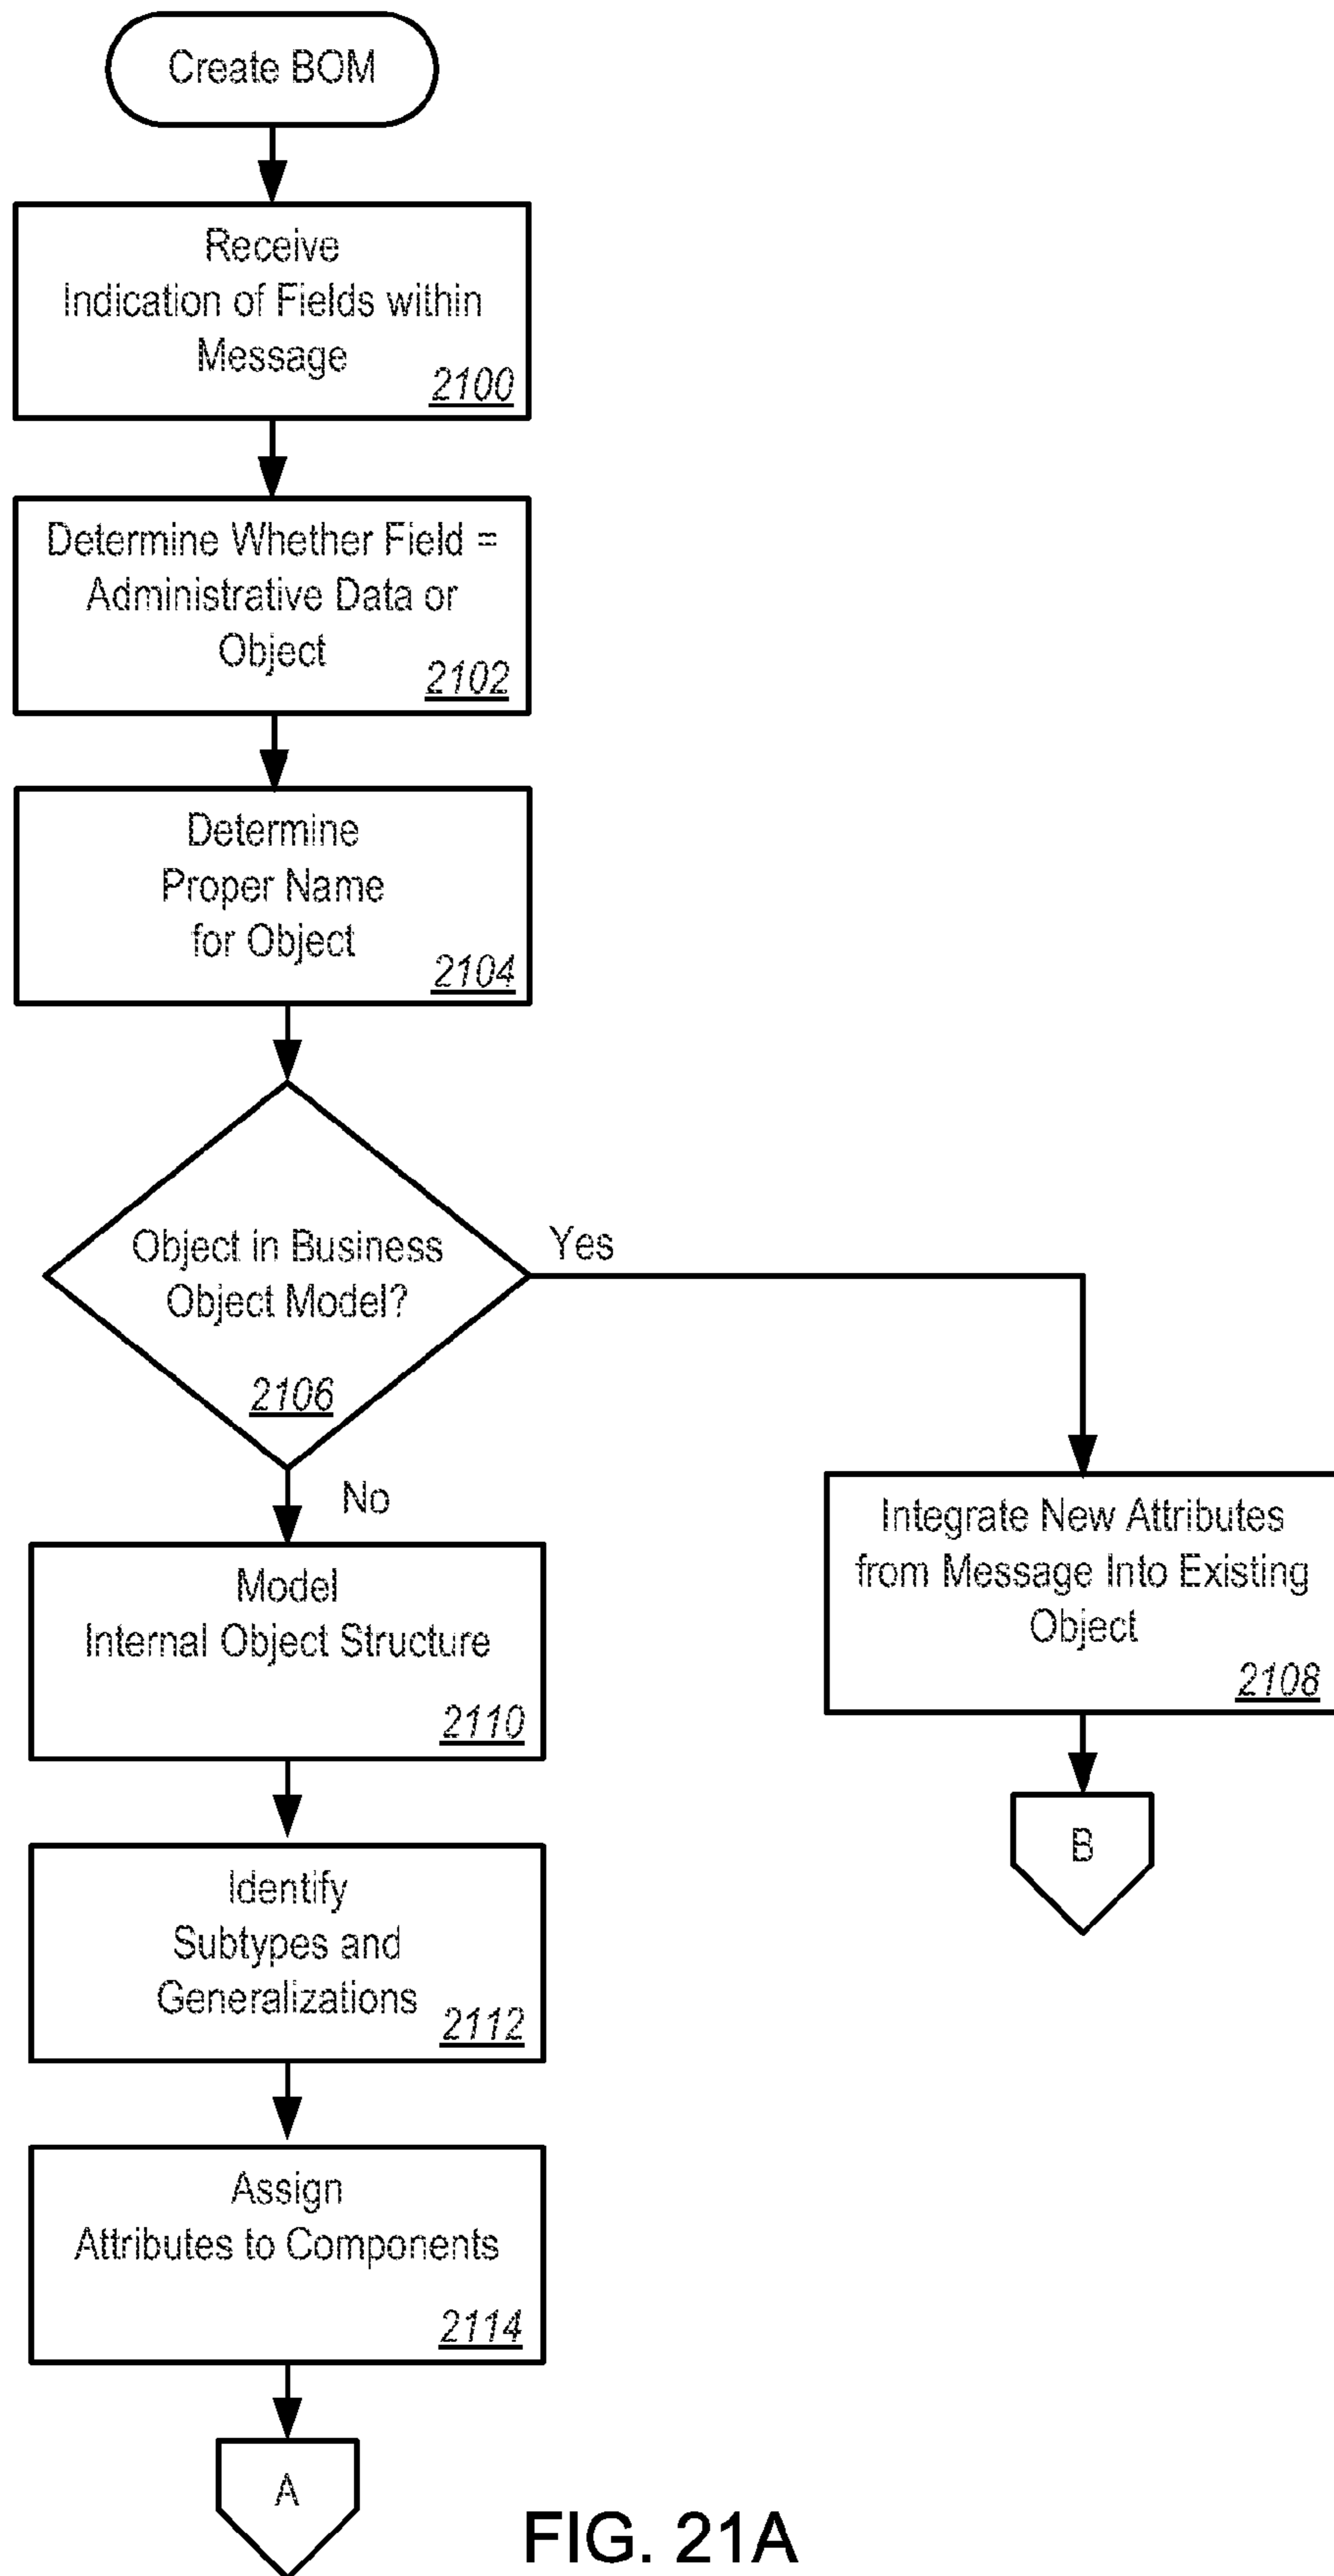 Create BOM
Receive
Indication of Fields within
Message
2100
Determine Whether Field =
Administrative Data or
Object
2102
Determine
Proper Name
for Object
2104
Object in Business
Object Model?
2106
Yes
No
Integrate New Attributes
from Message Into Existing
Object
2108
B
Model
Internal Object Structure
2110
Identify
Subtypes and
Generalizations
2112
Assign
Attributes to Components
2114
A
FIG. 21A